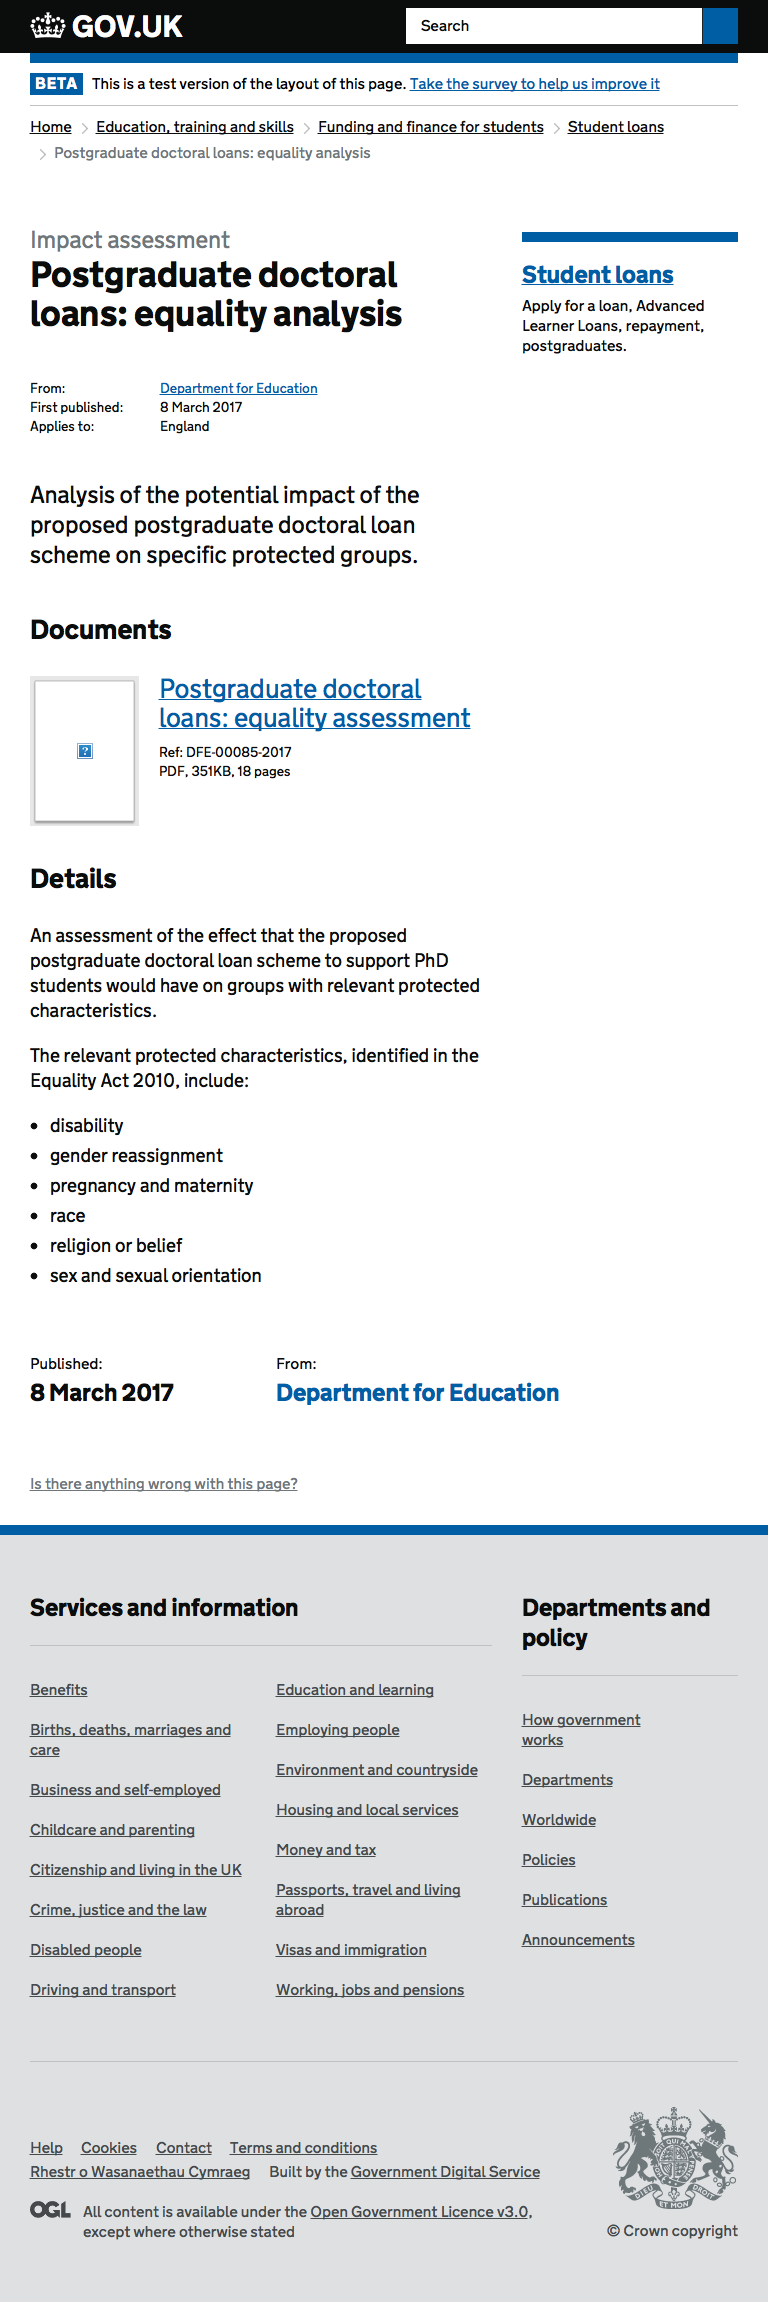 GOV.UK
Search
BETA This is a test version of the layout of this page. Take the survey to help us improve it
Home
Education, training and skills
Funding and finance for students
Student loans
Postgraduate doctoral loans: equality analysis
Impact assessment
Postgraduate doctoral
loans: equality analysis
Student loans
Apply for a loan, Advanced
Learner Loans, repayment,
postgraduates.
From: Department for Education
First published: 8 March 2017
Applies to: England
Analysis of the potential impact of the
proposed postgraduate doctoral loan
scheme on specific protected groups.
Documents
Postgraduate doctoral
loans: equality assessment
Ref: DFE-00085-2017
PDF, 351KB, 18 pages
Details
An assessment of the effect that the proposed
postgraduate doctoral loan scheme to support PhD
students would have on groups with relevant protected
characteristics.
The relevant protected characteristics, identified in the
Equality Act 2010, include:
• disability
• gender reassignment
• pregnancy and maternity
• race
• religion or belief
• sex and sexual orientation
Published:
8 March 2017
From:
Department for Education
Is there anything wrong with this page?
Services and information
Benefits
Births, deaths, marriages and
care
Business and self-employed
Childcare and parenting
Citizenship and living in the UK
Crime, justice and the law
Disabled people
Driving and transport
Education and learning
Employing people
Environment and countryside
Housing and local services
Money and tax
Passports, travel and living
abroad
Visas and immigration
Working, jobs and pensions
Departments and
policy
How government
works
Departments
Worldwide
Policies
Publications
Announcements
Help Cookies Contact Terms and conditions
Rhestr o Wasanaethau Cymraeg Built by the Government Digital Service
OGL All content is available under the Open Government Licence v3.0,
except where otherwise stated
DIEU ET MON DROIT
© Crown copyright